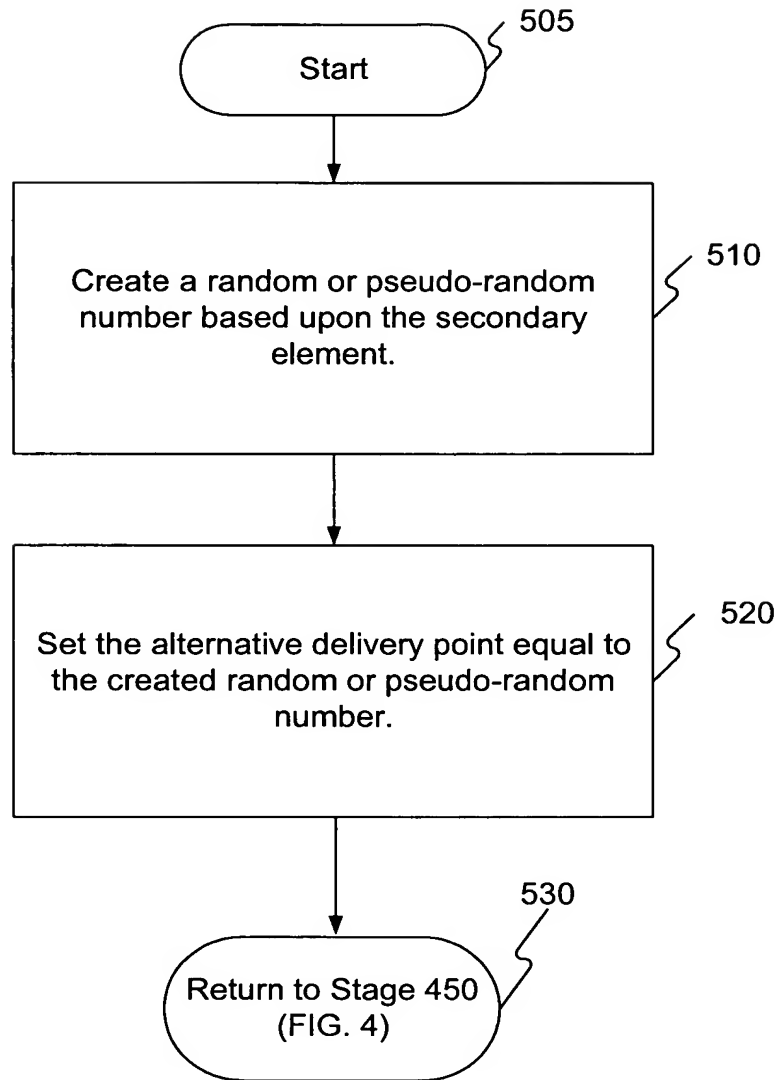 505
Start
510
Create a random or pseudo-random
number based upon the secondary
element.
520
Set the alternative delivery point equal to
the created random or pseudo-random
number.
530
Return to Stage 450
(FIG. 4)